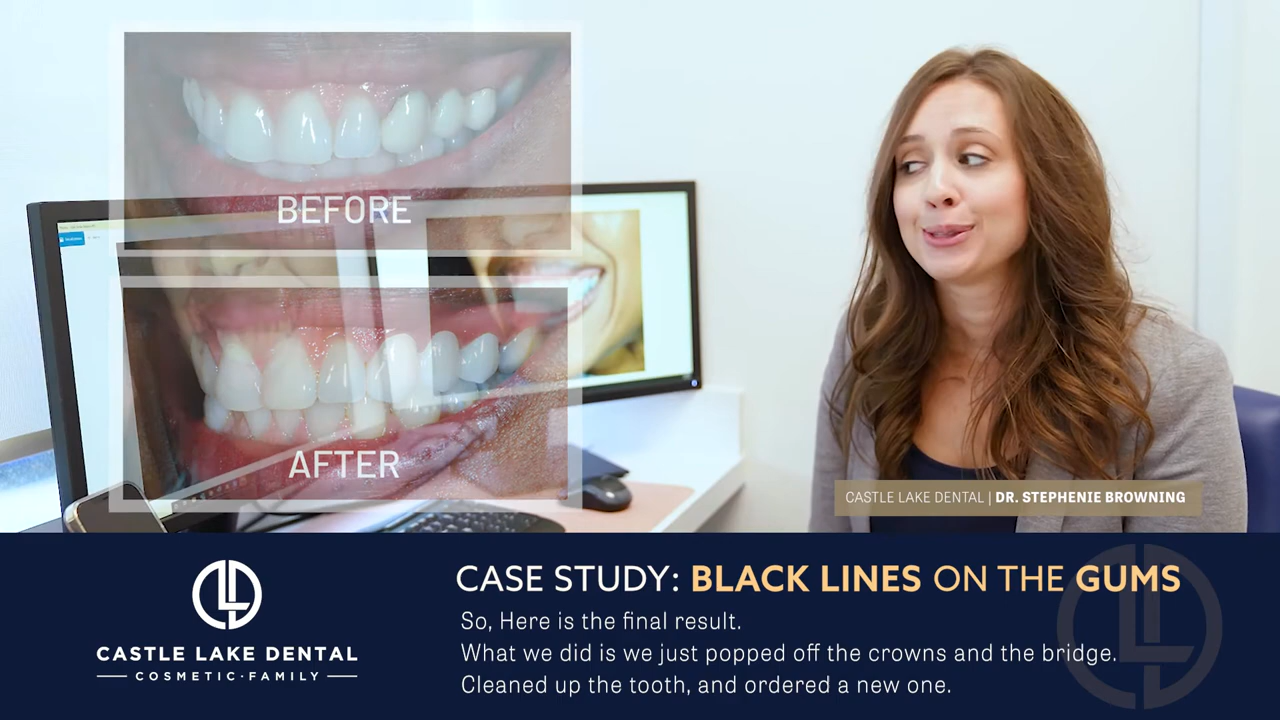 BEFORE
AFTER
CASTLE LAKE DENTAL | DR. STEPHENIE BROWNING
CASTLE LAKE DENTAL
COSMETIC·FAMILY
CASE STUDY: BLACK LINES ON THE GUMS
So, Here is the final result.
What we did is we just popped off the crowns and the bridge.
Cleaned up the tooth, and ordered a new one.